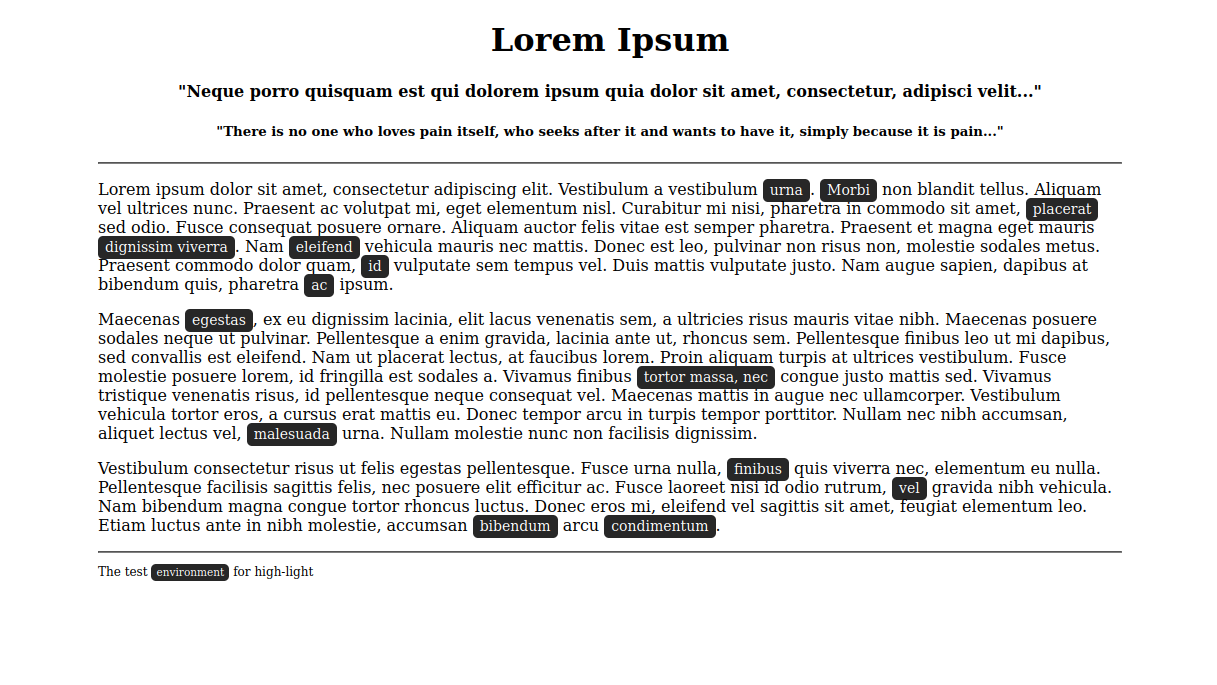 Lorem Ipsum
"Neque porro quisquam est qui dolorem ipsum quia dolor sit amet, consectetur, adipisci velit..."
"There is no one who loves pain itself, who seeks after it and wants to have it, simply because it is pain..."
Lorem ipsum dolor sit amet, consectetur adipiscing elit. Vestibulum a vestibulum urna. Morbi non blandit tellus. Aliquam
vel ultrices nunc. Praesent ac volutpat mi, eget elementum nisl. Curabitur mi nisi, pharetra in commodo sit amet, placerat
sed odio. Fusce consequat posuere ornare. Aliquam auctor felis vitae est semper pharetra. Praesent et magna eget mauris
dignissim viverra. Nam eleifend vehicula mauris nec mattis. Donec est leo, pulvinar non risus non, molestie sodales metus.
Praesent commodo dolor quam, id vulputate sem tempus vel. Duis mattis vulputate justo. Nam augue sapien, dapibus at
bibendum quis, pharetra ac ipsum.
Maecenas egestas, ex eu dignissim lacinia, elit lacus venenatis sem, a ultricies risus mauris vitae nibh. Maecenas posuere
sodales neque ut pulvinar. Pellentesque a enim gravida, lacinia ante ut, rhoncus sem. Pellentesque finibus leo ut mi dapibus,
sed convallis est eleifend. Nam ut placerat lectus, at faucibus lorem. Proin aliquam turpis at ultrices vestibulum. Fusce
molestie posuere lorem, id fringilla est sodales a. Vivamus finibus tortor massa, nec congue justo mattis sed. Vivamus
tristique venenatis risus, id pellentesque neque consequat vel. Maecenas mattis in augue nec ullamcorper. Vestibulum
vehicula tortor eros, a cursus erat mattis eu. Donec tempor arcu in turpis tempor porttitor. Nullam nec nibh accumsan,
aliquet lectus vel, malesuada urna. Nullam molestie nunc non facilisis dignissim.
Vestibulum consectetur risus ut felis egestas pellentesque. Fusce urna nulla, finibus quis viverra nec, elementum eu nulla.
Pellentesque facilisis sagittis felis, nec posuere elit efficitur ac. Fusce laoreet nisi id odio rutrum, vel gravida nibh vehicula.
Nam bibendum magna congue tortor rhoncus luctus. Donec eros mi, eleifend vel sagittis sit amet, feugiat elementum leo.
Etiam luctus ante in nibh molestie, accumsan bibendum arcu condimentum.
The test environment for high-light